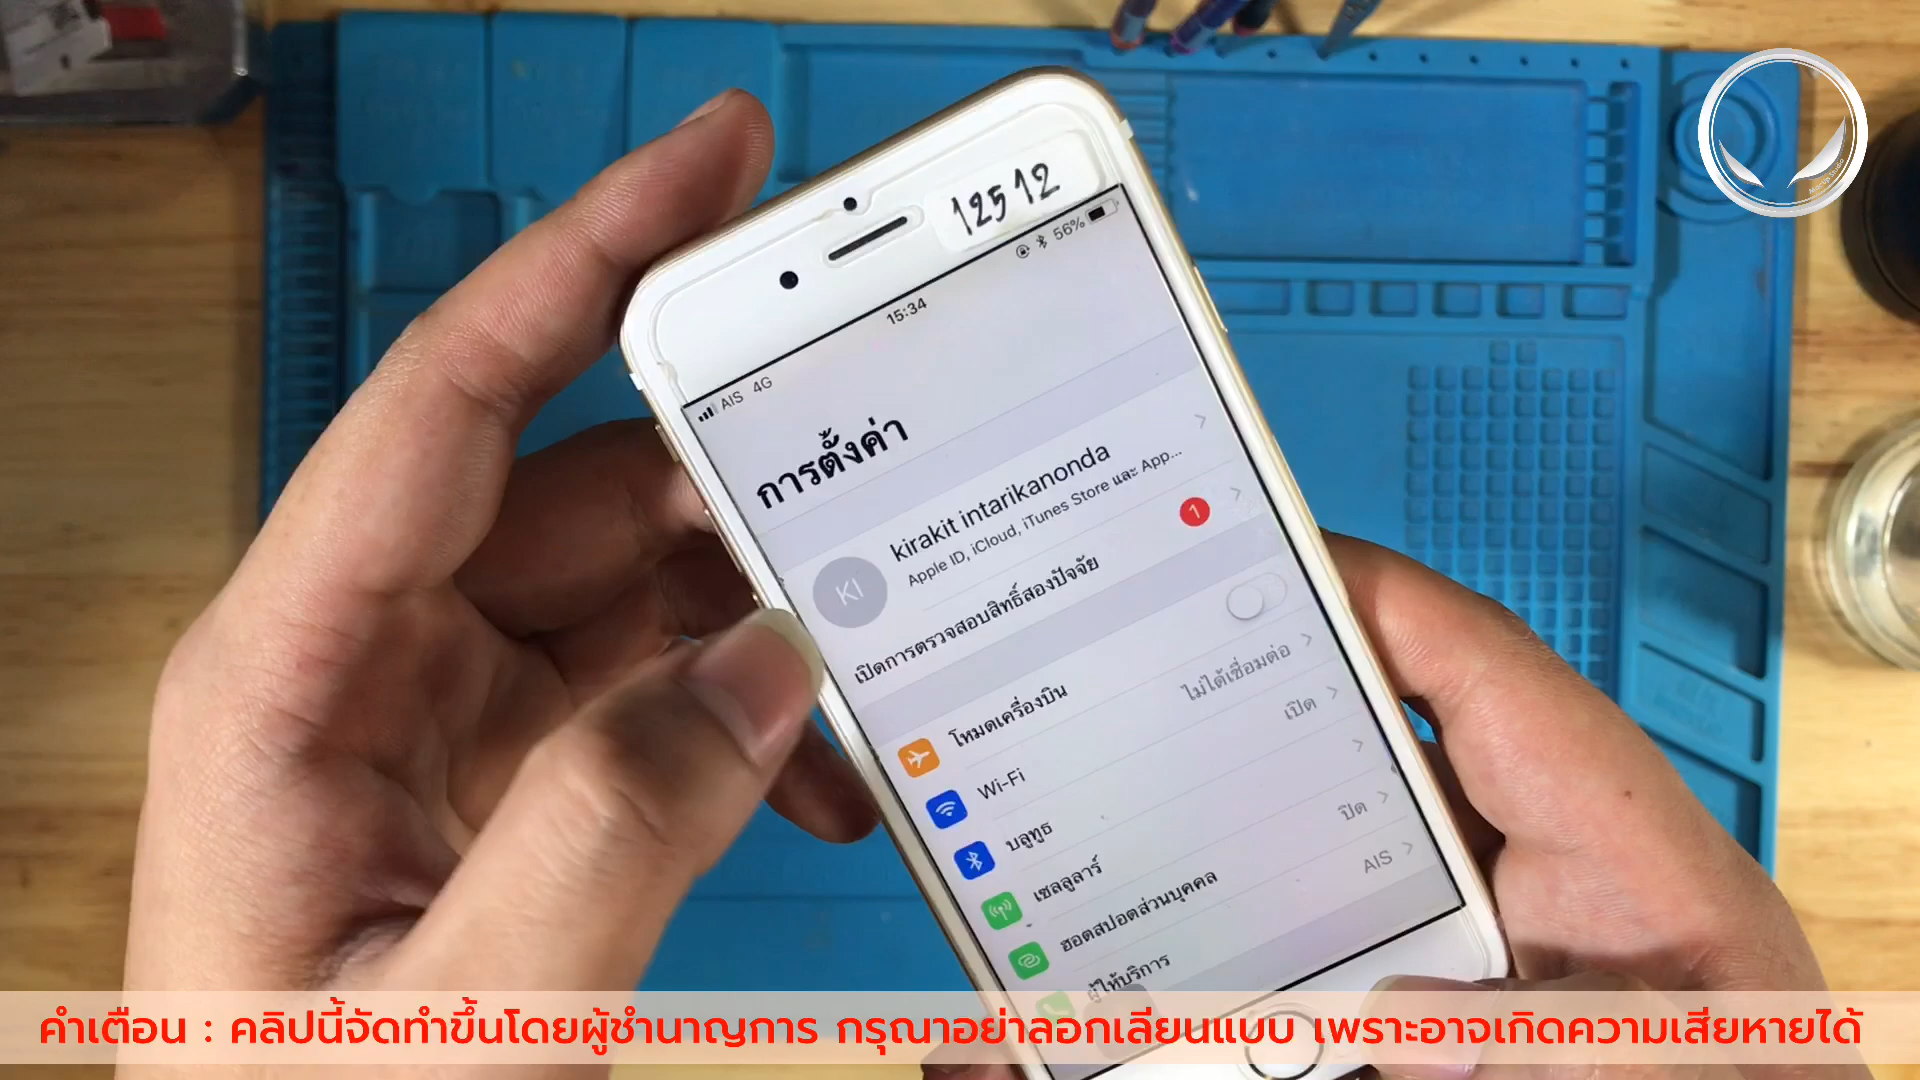 12512
56%
15:34
AIS 4G
การตั้งค่า
KI
kirakit intarikanonda
Apple ID, iCloud, iTunes Store และ App...
เปิดการตรวจสอบสิทธิ์สองปัจจัย
1
โหมดเครื่องบิน
Wi-Fi
ไม่ได้เชื่อมต่อ
บลูทูธ
เปิด
เซลลูลาร์
ฮอตสปอตส่วนบุคคล
ปิด
ผู้ให้บริการ
AIS
คำเตือน : คลิปนี้จัดทำขึ้นโดยผู้ชำนาญการ กรุณาอย่าลอกเลียนแบบ เพราะอาจเกิดความเสียหายได้